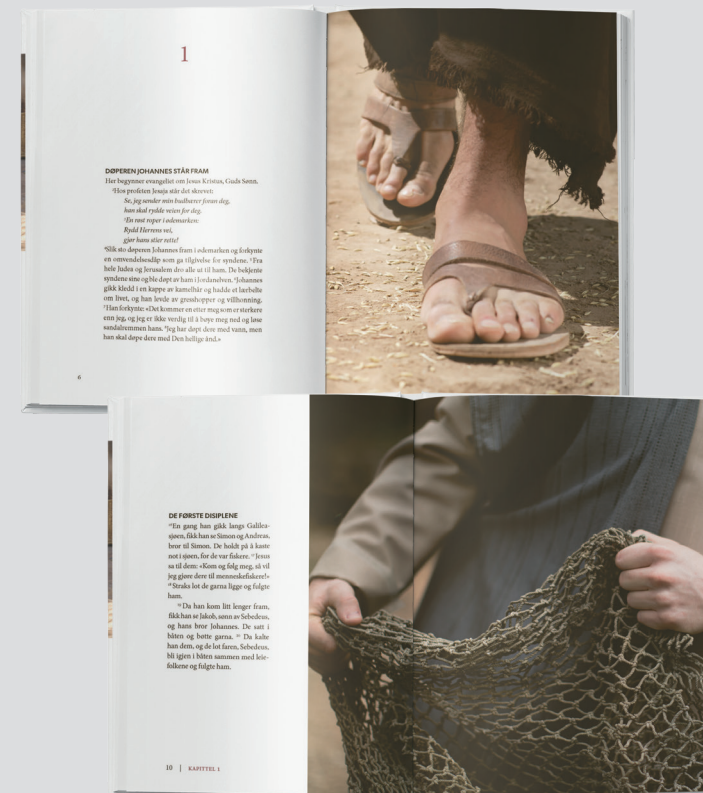 1
DØPEREN JOHANNES STÅR FRAM
Her begynner evangeliet om Jesus Kristus, Guds Sønn.
²Hos profeten Jesaja står det skrevet:
Se, jeg sender min budbærer foran deg,
han skal rydde veien for deg.
³En røst roper i ødemarken:
Rydd Herrens vei,
gjør hans stier rette!
⁴Slik sto døperen Johannes fram i ødemarken og forkynte
en omvendelsesdåp som ga tilgivelse for syndene. ⁵Fra
hele Judea og Jerusalem dro alle ut til ham. De bekjente
syndene sine og ble døpt av ham i Jordanelven. ⁶Johannes
gikk kledd i en kappe av kamelhår og hadde et lærbelte
om livet, og han levde av gresshopper og villhonning.
⁷Han forkynte: «Det kommer en etter meg som er sterkere
enn jeg, og jeg er ikke verdig til å bøye meg ned og løse
sandalremmen hans. ⁸Jeg har døpt dere med vann, men
han skal døpe dere med Den hellige ånd.»
6
DE FØRSTE DISIPLENE
¹⁶En gang han gikk langs Galilea-
sjøen, fikk han se Simon og Andreas,
bror til Simon. De holdt på å kaste
not i sjøen, for de var fiskere. ¹⁷Jesus
sa til dem: «Kom og følg meg, så vil
jeg gjøre dere til menneskefiskere!»
¹⁸Straks lot de garna ligge og fulgte
ham.
¹⁹Da han kom litt lenger fram,
fikk han se Jakob, sønn av Sebedeus,
og hans bror Johannes. De satt i
båten og bøtte garna. ²⁰Da kalte
han dem, og de lot faren, Sebedeus,
bli igjen i båten sammen med leie-
folkene og fulgte ham.
10 | KAPITTEL 1